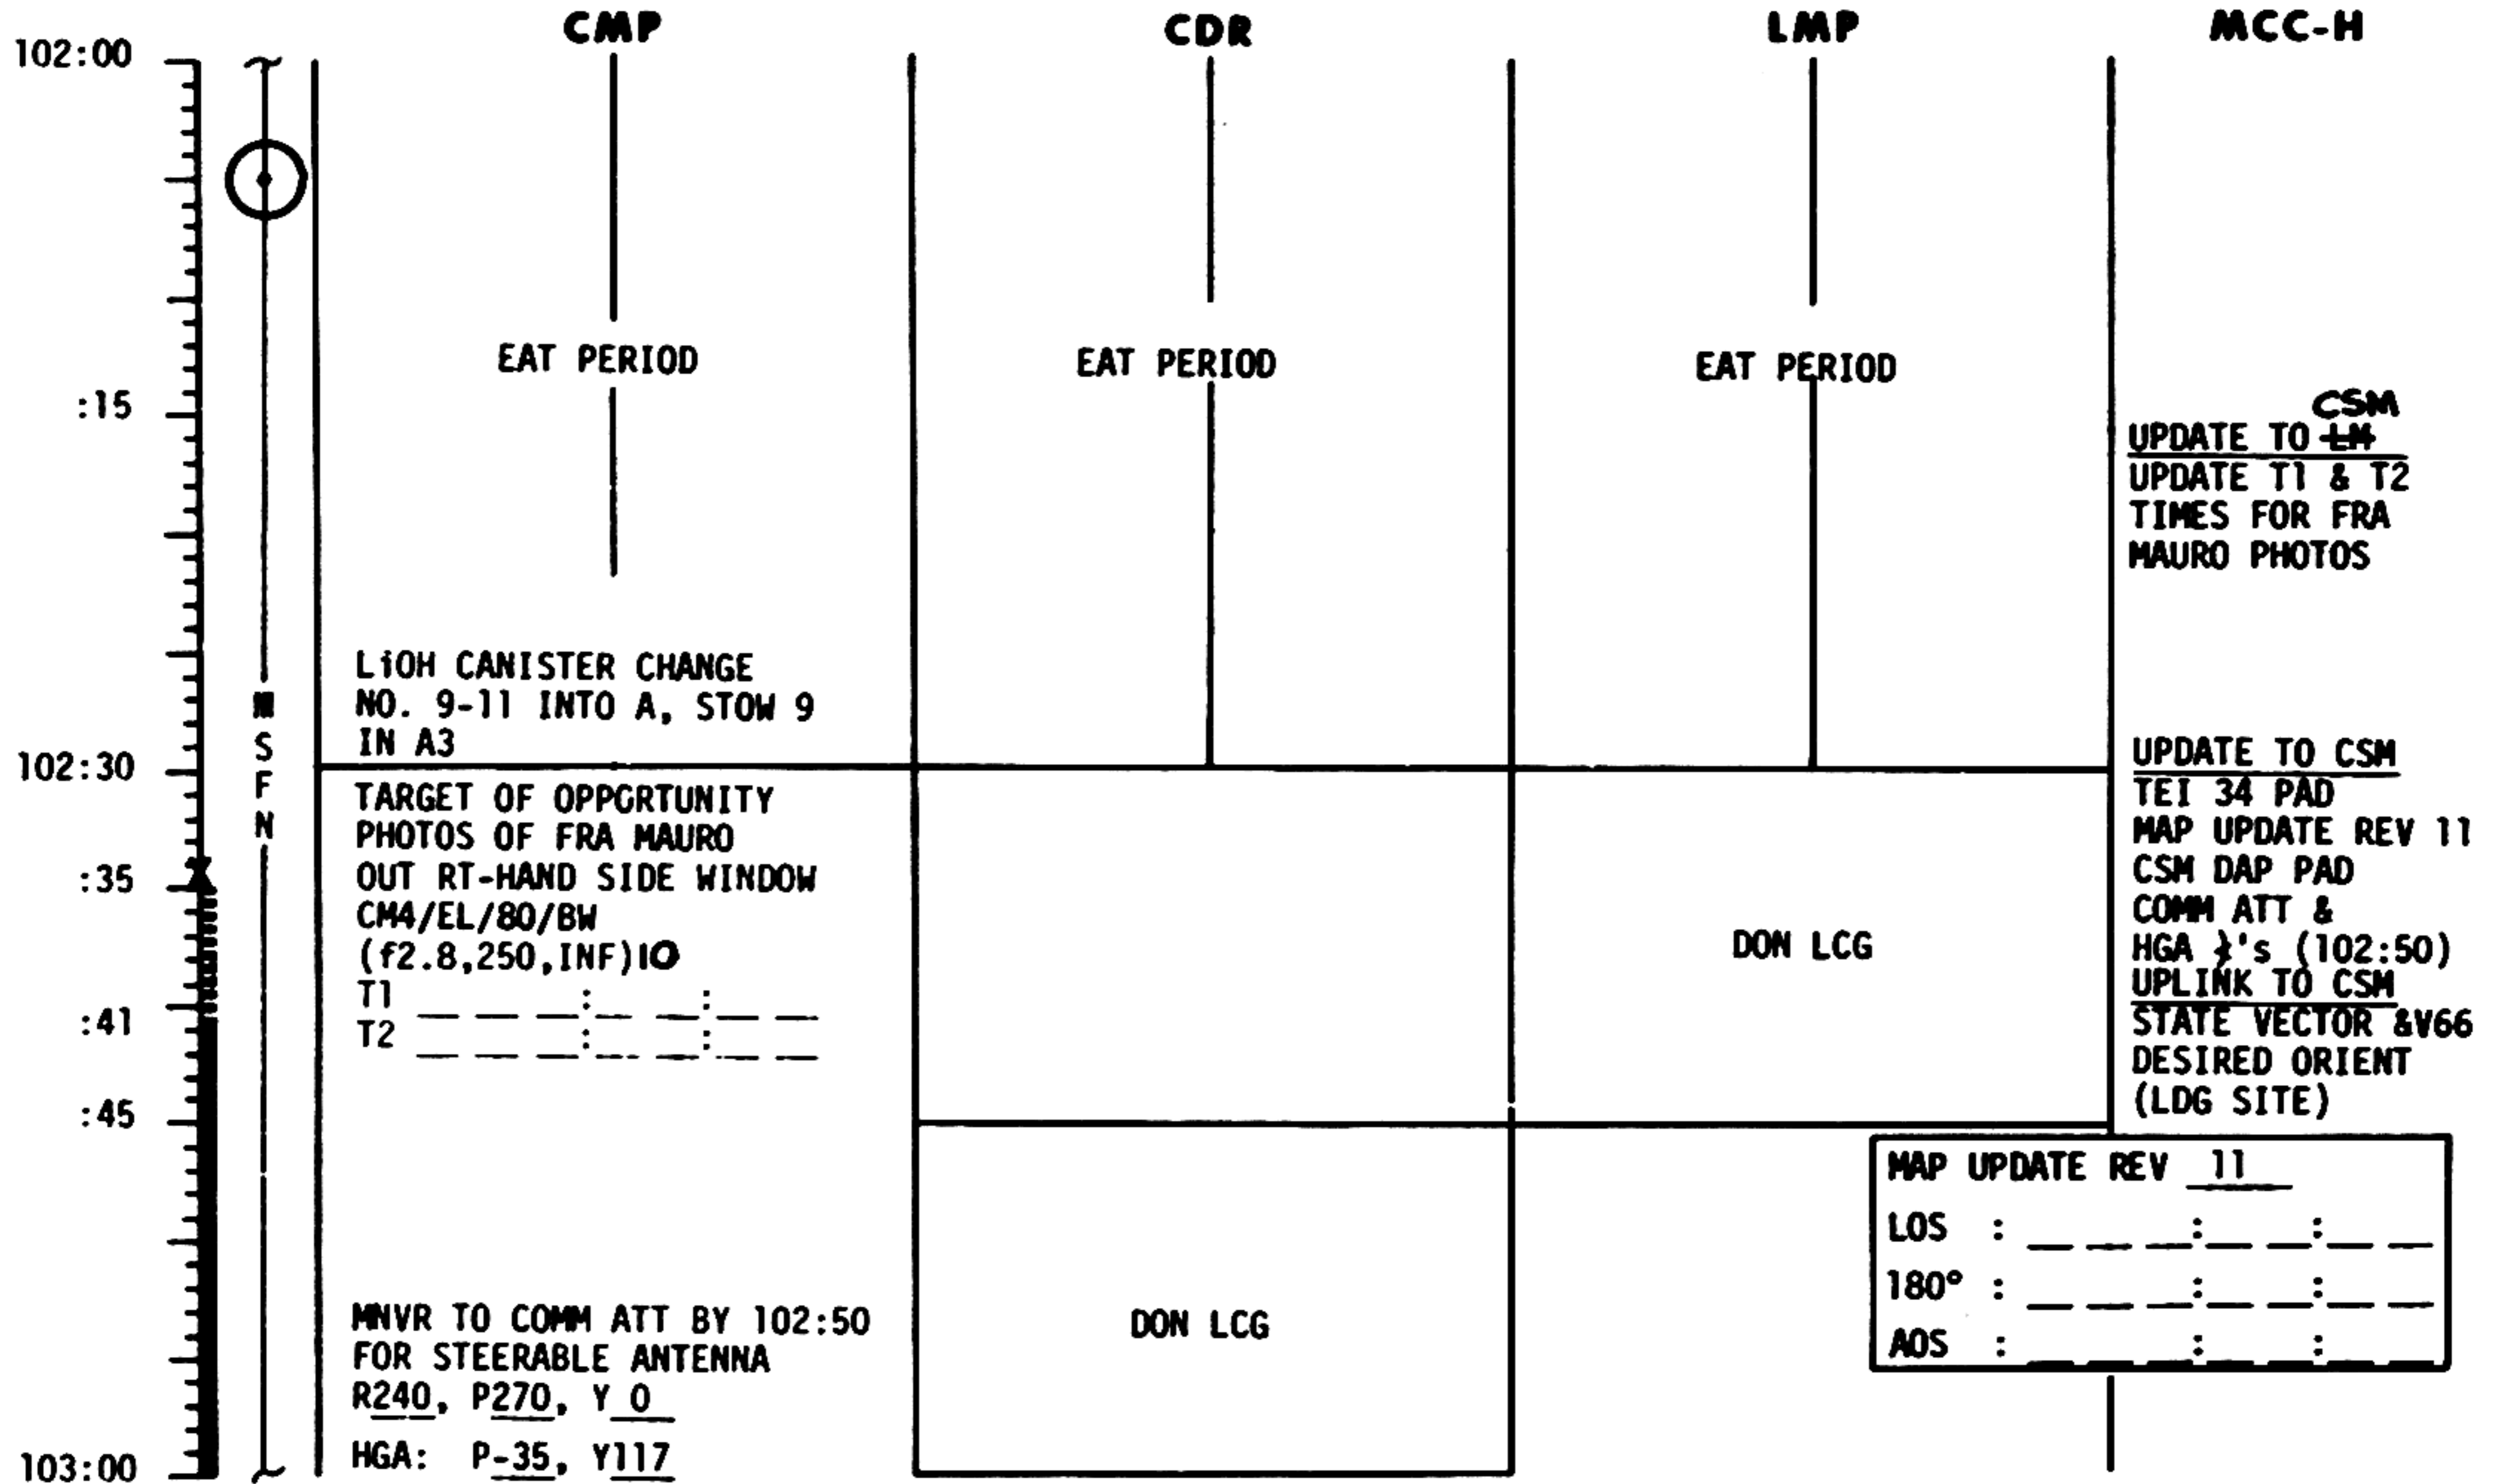 CMP
CDR
LMP
MCC-H
102:00
:15
102:30
:35
:41
:45
103:00
M
S
F
N
EAT PERIOD
LiOH CANISTER CHANGE
NO. 9-11 INTO A, STOW 9
IN A3
TARGET OF OPPORTUNITY
PHOTOS OF FRA MAURO
OUT RT-HAND SIDE WINDOW
CM4/EL/80/BW
(f2.8,250,INF)10
T1 _ _ _:_ _:_ _
T2 _ _ _:_ _:_ _
MNVR TO COMM ATT BY 102:50
FOR STEERABLE ANTENNA
R240, P270, Y 0
HGA: P-35, Y117
EAT PERIOD
DON LCG
EAT PERIOD
DON LCG
CSM
UPDATE TO LM
UPDATE T1 & T2
TIMES FOR FRA
MAURO PHOTOS
UPDATE TO CSM
TEI 34 PAD
MAP UPDATE REV 11
CSM DAP PAD
COMM ATT &
HGA ∡'s (102:50)
UPLINK TO CSM
STATE VECTOR &V66
DESIRED ORIENT
(LDG SITE)
MAP UPDATE REV 11
LOS : _ _ _:_ _:_ _
180° : _ _ _:_ _:_ _
AOS : _ _ _:_ _:_ _